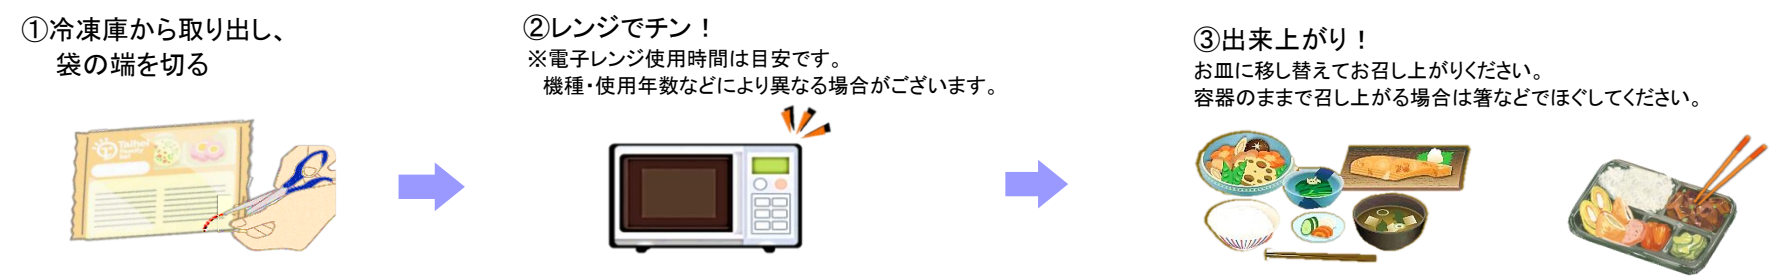 ①冷凍庫から取り出し、
袋の端を切る
②レンジでチン！
※電子レンジ使用時間は目安です。
機種・使用年数などにより異なる場合がございます。
③出来上がり！
お皿に移し替えてお召し上がりください。
容器のままで召し上がる場合は箸などでほぐしてください。
Taihei
Family
Set